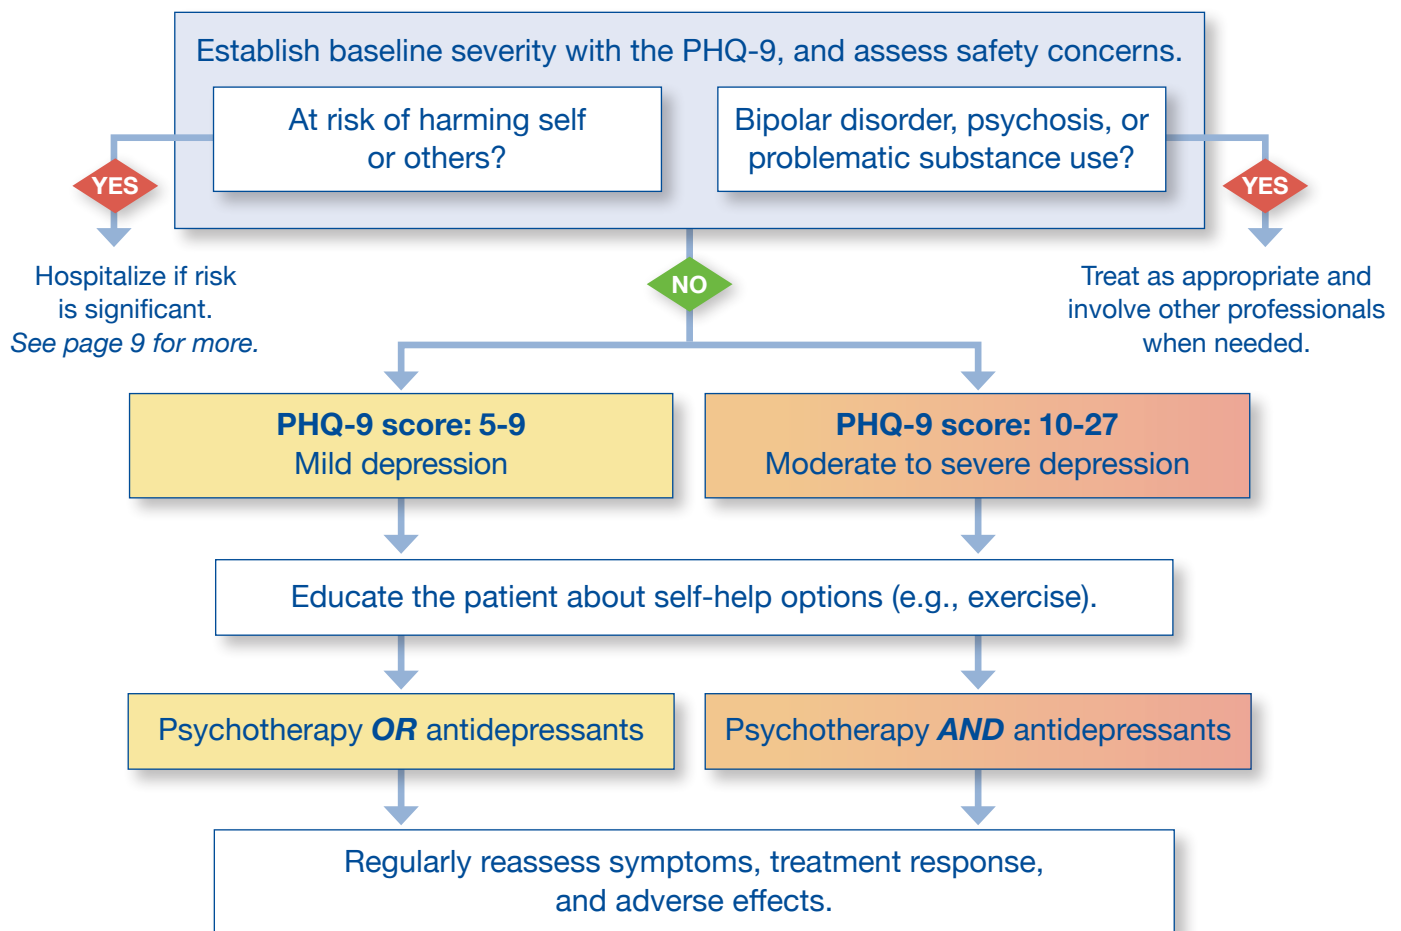 Establish baseline severity with the PHQ-9, and assess safety concerns.
At risk of harming self
or others?
Bipolar disorder, psychosis, or
problematic substance use?
YES
YES
Hospitalize if risk
is significant.
See page 9 for more.
NO
Treat as appropriate and
involve other professionals
when needed.
PHQ-9 score: 5-9
Mild depression
PHQ-9 score: 10-27
Moderate to severe depression
Educate the patient about self-help options (e.g., exercise).
Psychotherapy OR antidepressants
Psychotherapy AND antidepressants
Regularly reassess symptoms, treatment response,
and adverse effects.